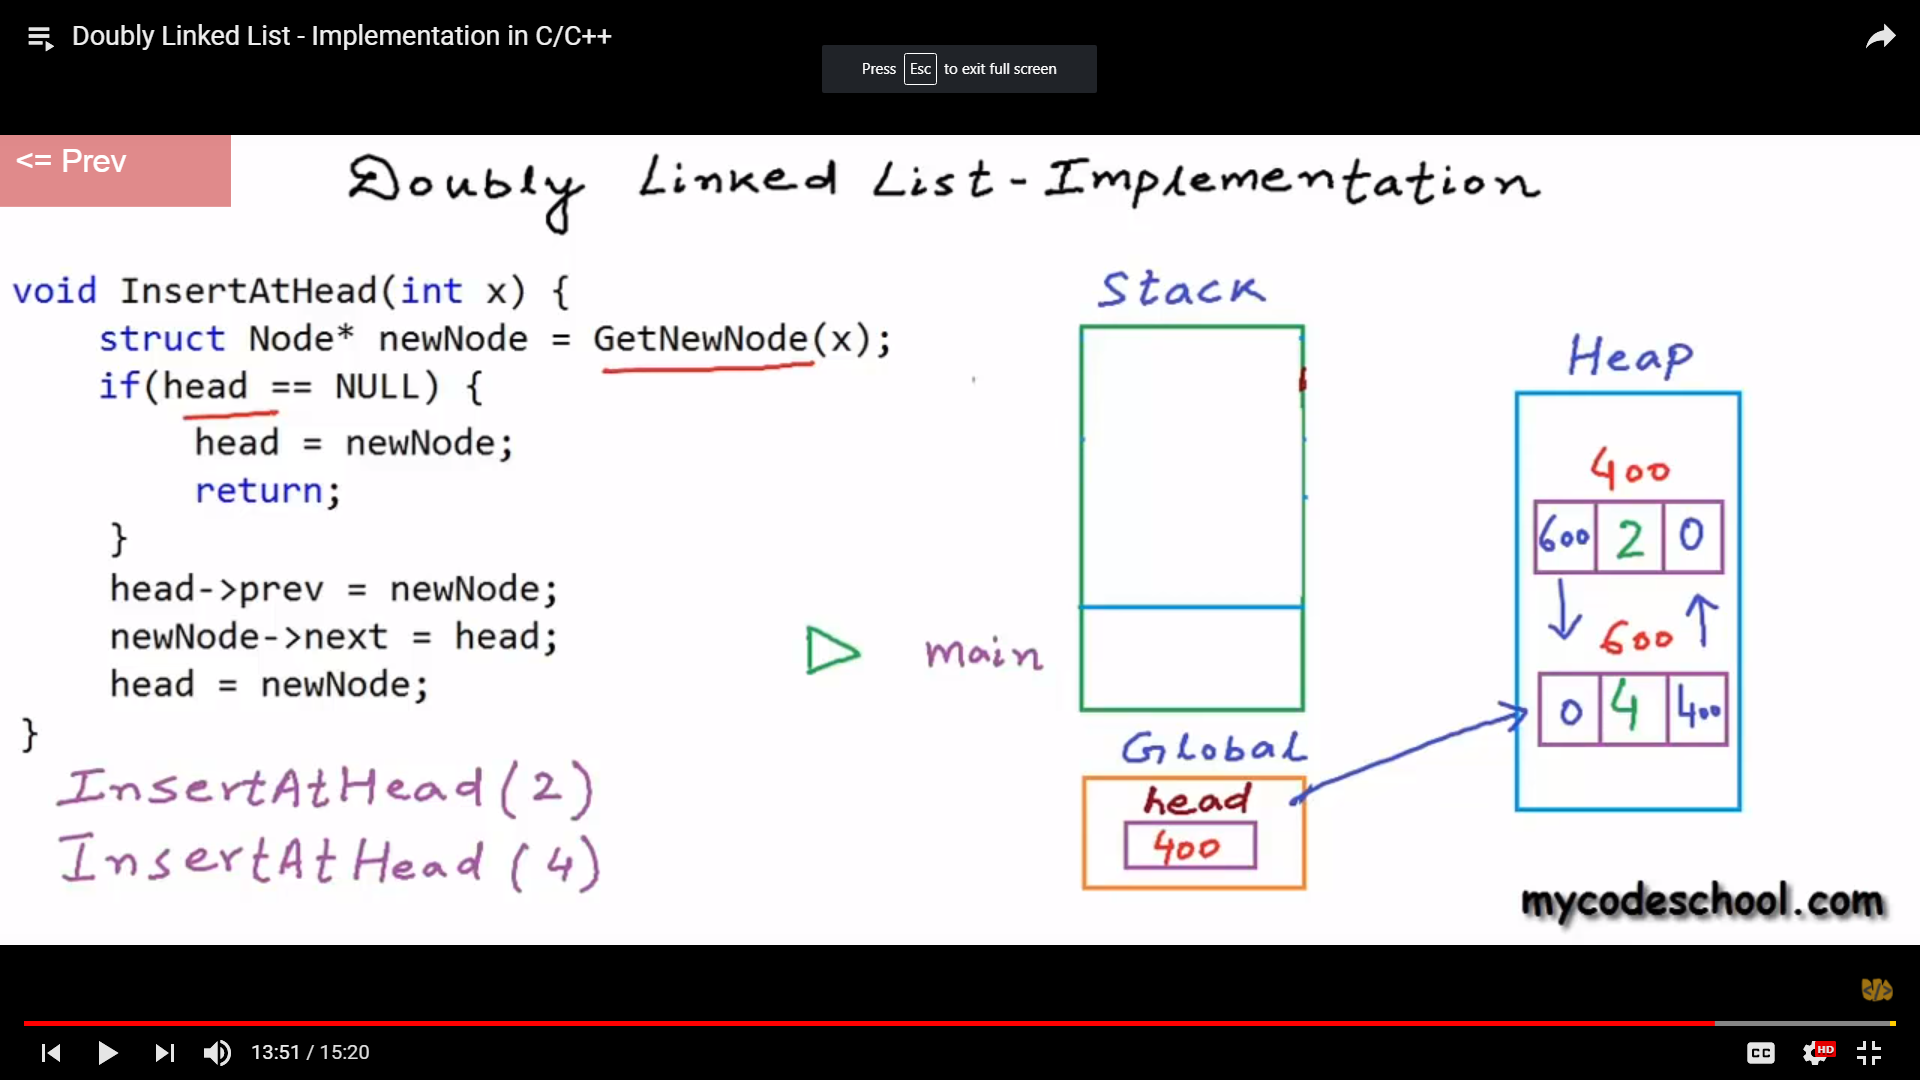 Doubly Linked List - Implementation in C/C++
Press Esc to exit full screen
<= Prev
Doubly Linked List - Implementation
void InsertAtHead(int x) {
struct Node* newNode = GetNewNode(x);
if(head == NULL) {
head = newNode;
return;
}
head->prev = newNode;
newNode->next = head;
head = newNode;
}
InsertAtHead(2)
InsertAtHead(4)
Stack
main
Global
head
400
Heap
400
600 2 0
600
0 4 400
mycodeschool.com
</>
13:51 / 15:20
CC
HD